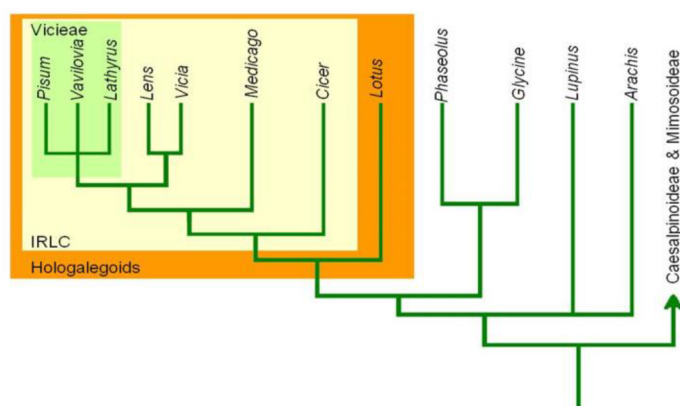 Vicieae
Pisum
Vavilovia
Lathyrus
Lens
Vicia
Medicago
Cicer
Lotus
Phaseolus
Glycine
Lupinus
Arachis
Caesalpinoideae & Mimosoideae
IRLC
Hologalegoids